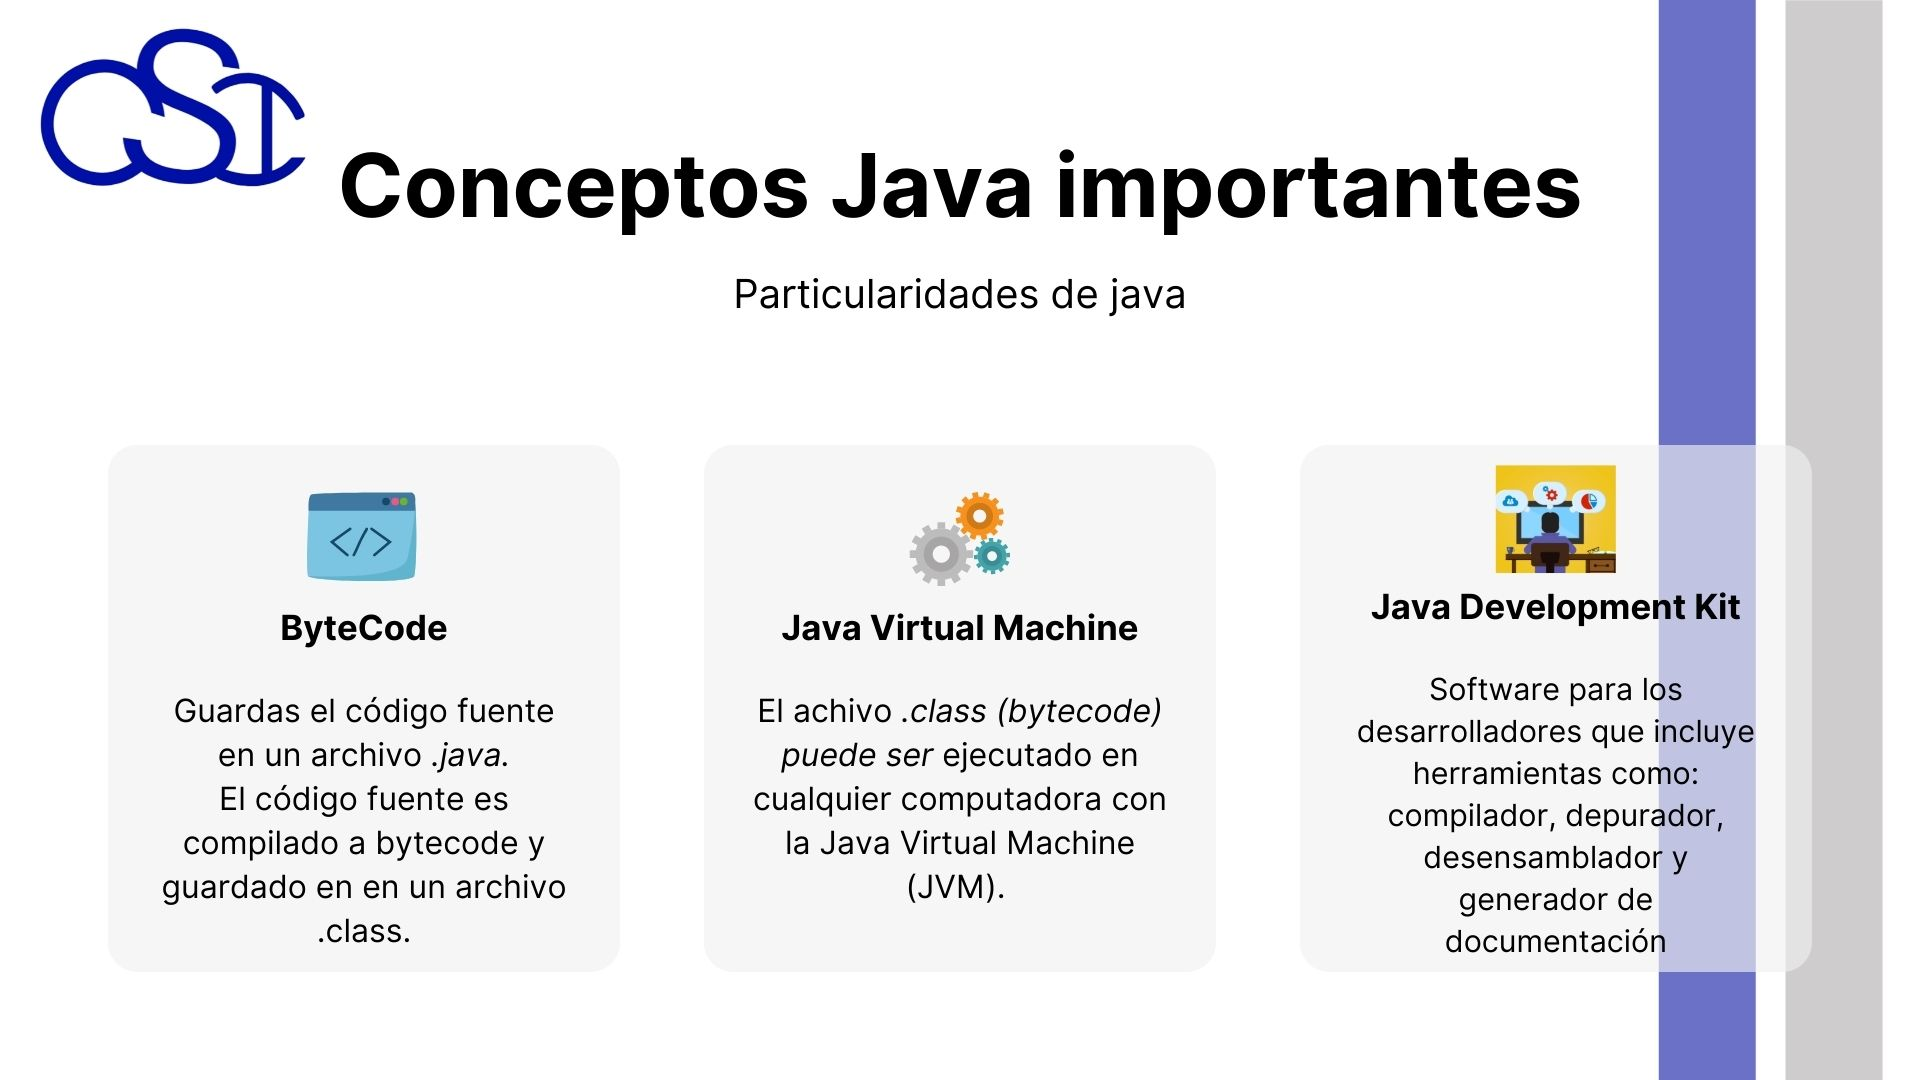 CSI
Conceptos Java importantes
Particularidades de java
ByteCode
Guardas el código fuente
en un archivo .java.
El código fuente es
compilado a bytecode y
guardado en en un archivo
.class.
Java Virtual Machine
El achivo .class (bytecode)
puede ser ejecutado en
cualquier computadora con
la Java Virtual Machine
(JVM).
Java Development Kit
Software para los
desarrolladores que incluye
herramientas como:
compilador, depurador,
desensamblador y
generador de
documentación